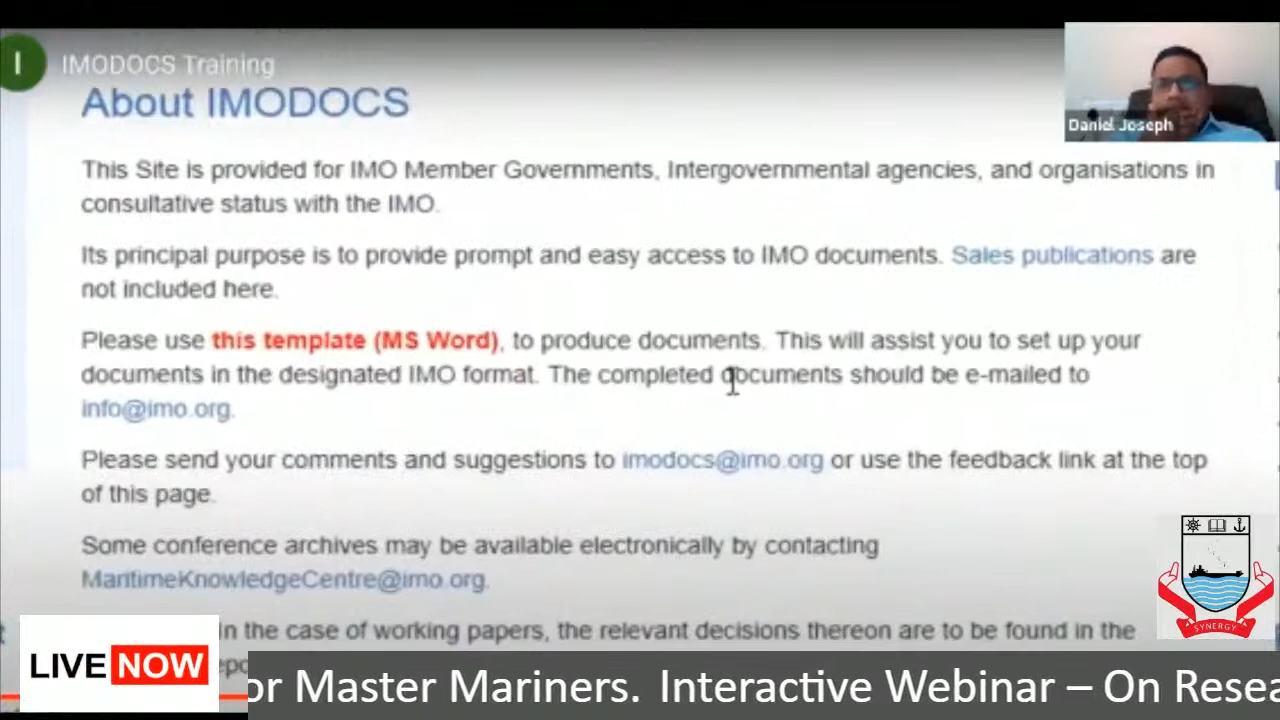 I
IMODOCS Training
About IMODOCS
Daniel Joseph
This Site is provided for IMO Member Governments, Intergovernmental agencies, and organisations in
consultative status with the IMO.
Its principal purpose is to provide prompt and easy access to IMO documents. Sales publications are
not included here.
Please use this template (MS Word), to produce documents. This will assist you to set up your
documents in the designated IMO format. The completed documents should be e-mailed to
info@imo.org.
Please send your comments and suggestions to imodocs@imo.org or use the feedback link at the top
of this page.
Some conference archives may be available electronically by contacting
MaritimeKnowledgeCentre@imo.org.
In the case of working papers, the relevant decisions thereon are to be found in the
SYNERGY
LIVE NOW
or Master Mariners. Interactive Webinar – On Resea